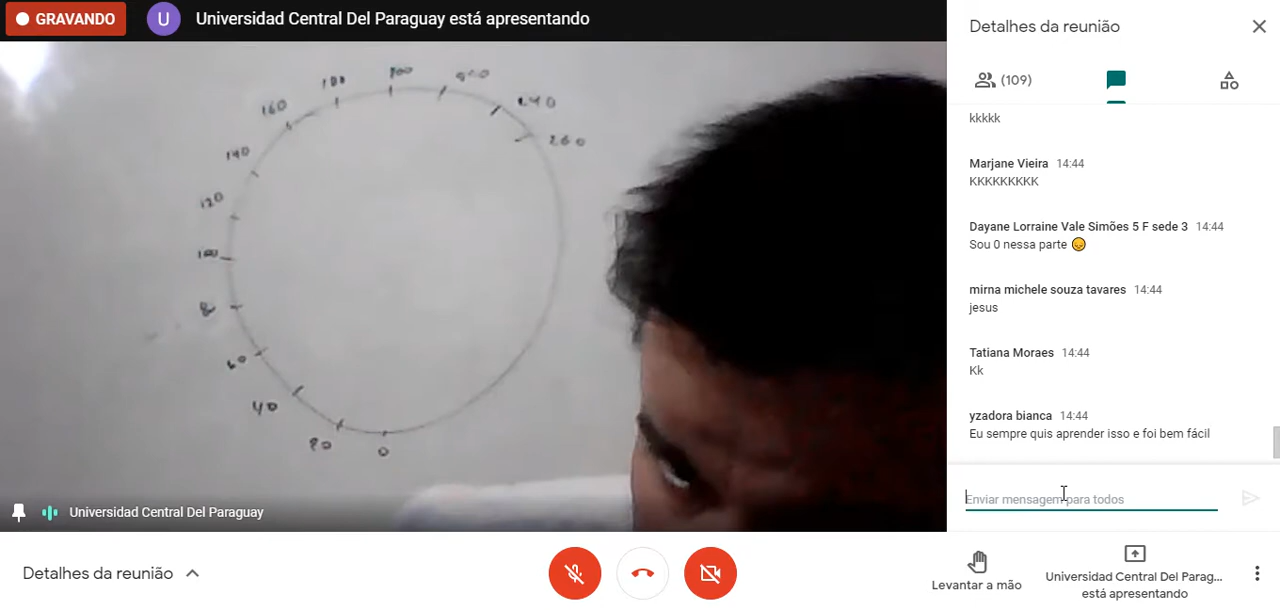 GRAVANDO
U
Universidad Central Del Paraguay está apresentando
Detalhes da reunião
(109)
kkkkk
Marjane Vieira 14:44
KKKKKKKKK
Dayane Lorraine Vale Simões 5 F sede 3 14:44
Sou 0 nessa parte
mirna michele souza tavares 14:44
jesus
Tatiana Moraes 14:44
Kk
yzadora bianca 14:44
Eu sempre quis aprender isso e foi bem fácil
Enviar mensagem para todos
160
240
260
140
120
100
80
60
40
20
0
Universidad Central Del Paraguay
Detalhes da reunião
Levantar a mão
Universidad Central Del Parag...
está apresentando